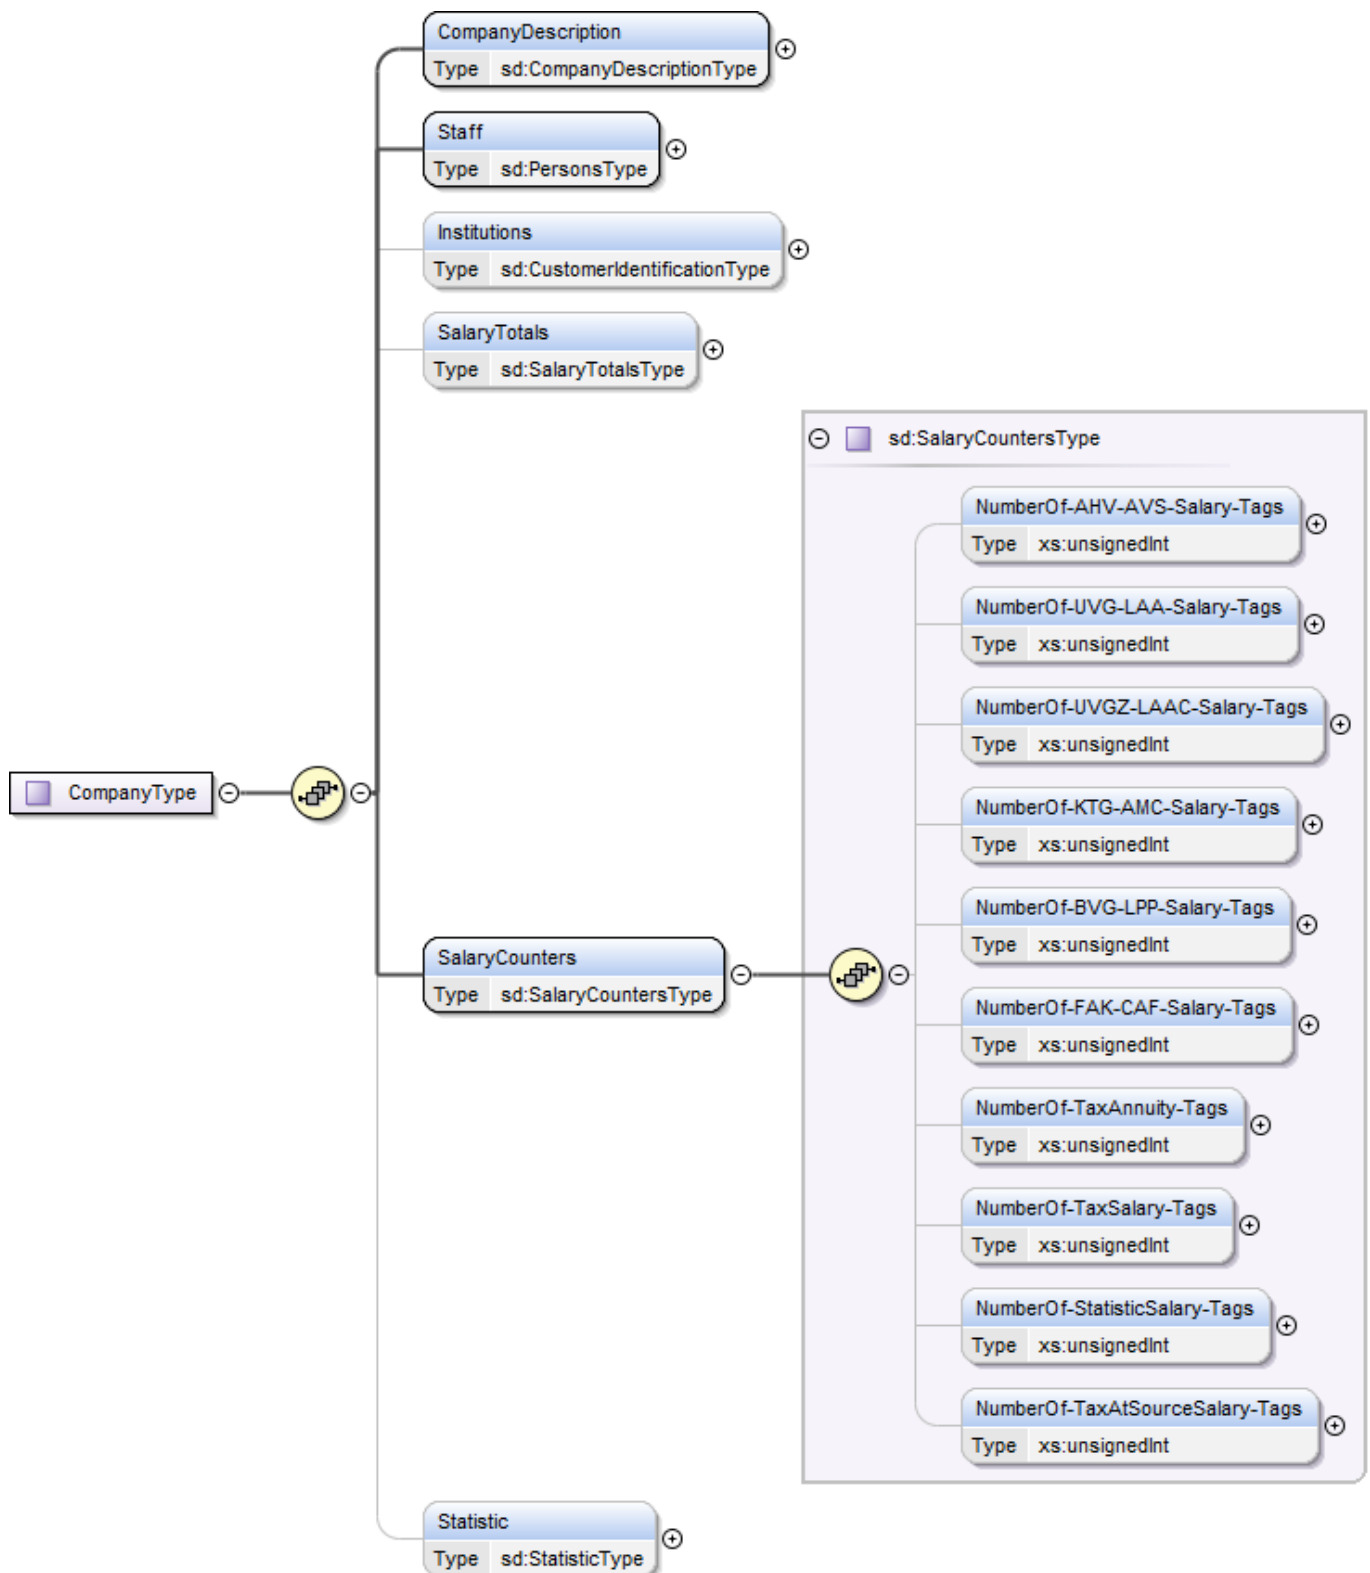 CompanyDescription
Type sd:CompanyDescriptionType
Staff
Type sd:PersonsType
Institutions
Type sd:CustomerIdentificationType
SalaryTotals
Type sd:SalaryTotalsType
sd:SalaryCountersType
NumberOf-AHV-AVS-Salary-Tags
Type xs:unsignedInt
NumberOf-UVG-LAA-Salary-Tags
Type xs:unsignedInt
NumberOf-UVGZ-LAAC-Salary-Tags
Type xs:unsignedInt
CompanyType
NumberOf-KTG-AMC-Salary-Tags
Type xs:unsignedInt
NumberOf-BVG-LPP-Salary-Tags
Type xs:unsignedInt
SalaryCounters
Type sd:SalaryCountersType
NumberOf-FAK-CAF-Salary-Tags
Type xs:unsignedInt
NumberOf-TaxAnnuity-Tags
Type xs:unsignedInt
NumberOf-TaxSalary-Tags
Type xs:unsignedInt
NumberOf-StatisticSalary-Tags
Type xs:unsignedInt
NumberOf-TaxAtSourceSalary-Tags
Type xs:unsignedInt
Statistic
Type sd:StatisticType